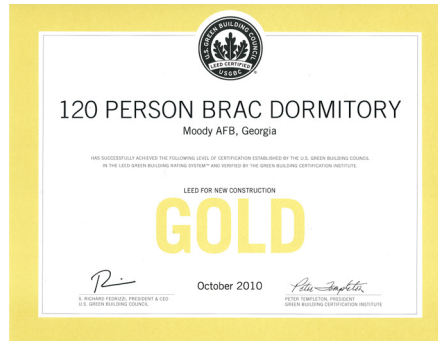 U.S. GREEN BUILDING COUNCIL
LEED CERTIFIED
USGBC
120 PERSON BRAC DORMITORY
Moody AFB, Georgia
HAS SUCCESSFULLY ACHIEVED THE FOLLOWING LEVEL OF CERTIFICATION ESTABLISHED BY THE U.S. GREEN BUILDING COUNCIL
IN THE LEED GREEN BUILDING RATING SYSTEM™ AND VERIFIED BY THE GREEN BUILDING CERTIFICATION INSTITUTE.
LEED FOR NEW CONSTRUCTION
GOLD
October 2010
Peter Templeton
S. RICHARD FEDRIZZI, PRESIDENT & CEO
U.S. GREEN BUILDING COUNCIL
PETER TEMPLETON, PRESIDENT
GREEN BUILDING CERTIFICATION INSTITUTE